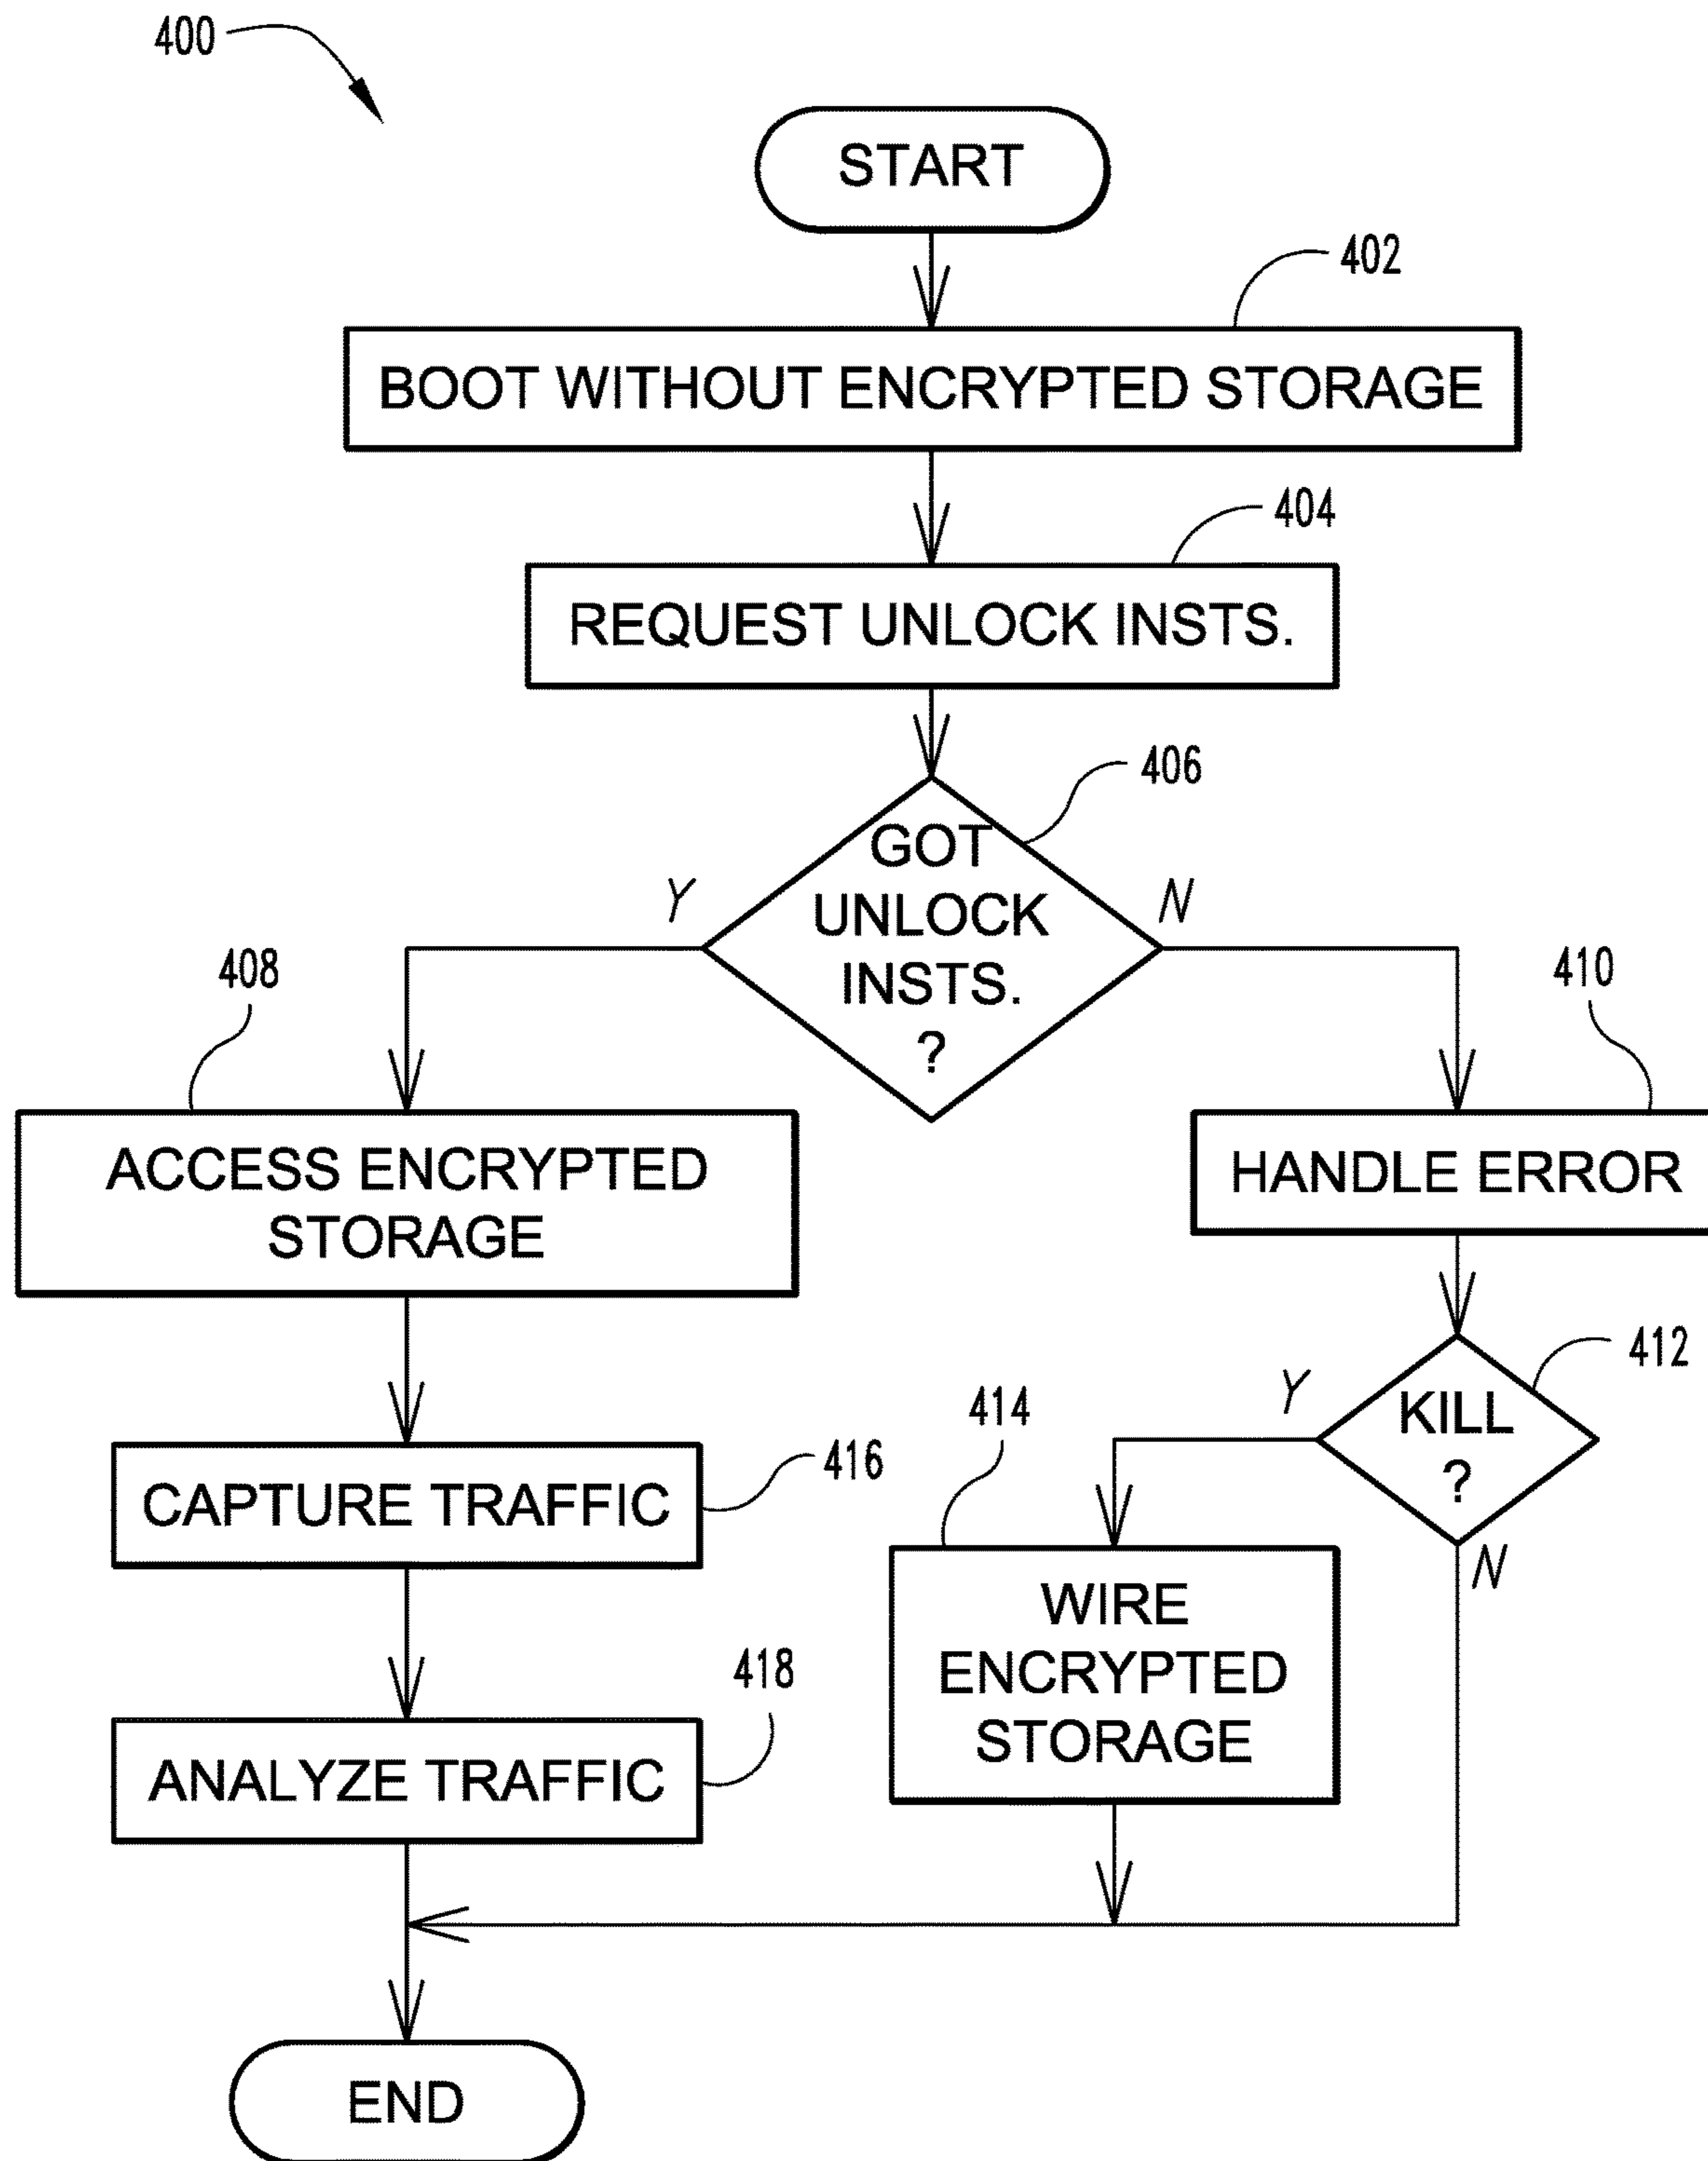 400
START
402
BOOT WITHOUT ENCRYPTED STORAGE
404
REQUEST UNLOCK INSTS.
406
GOT
UNLOCK
INSTS.
?
Y
N
408
410
ACCESS ENCRYPTED
STORAGE
HANDLE ERROR
412
KILL
?
Y
N
414
WIRE
ENCRYPTED
STORAGE
416
CAPTURE TRAFFIC
418
ANALYZE TRAFFIC
END